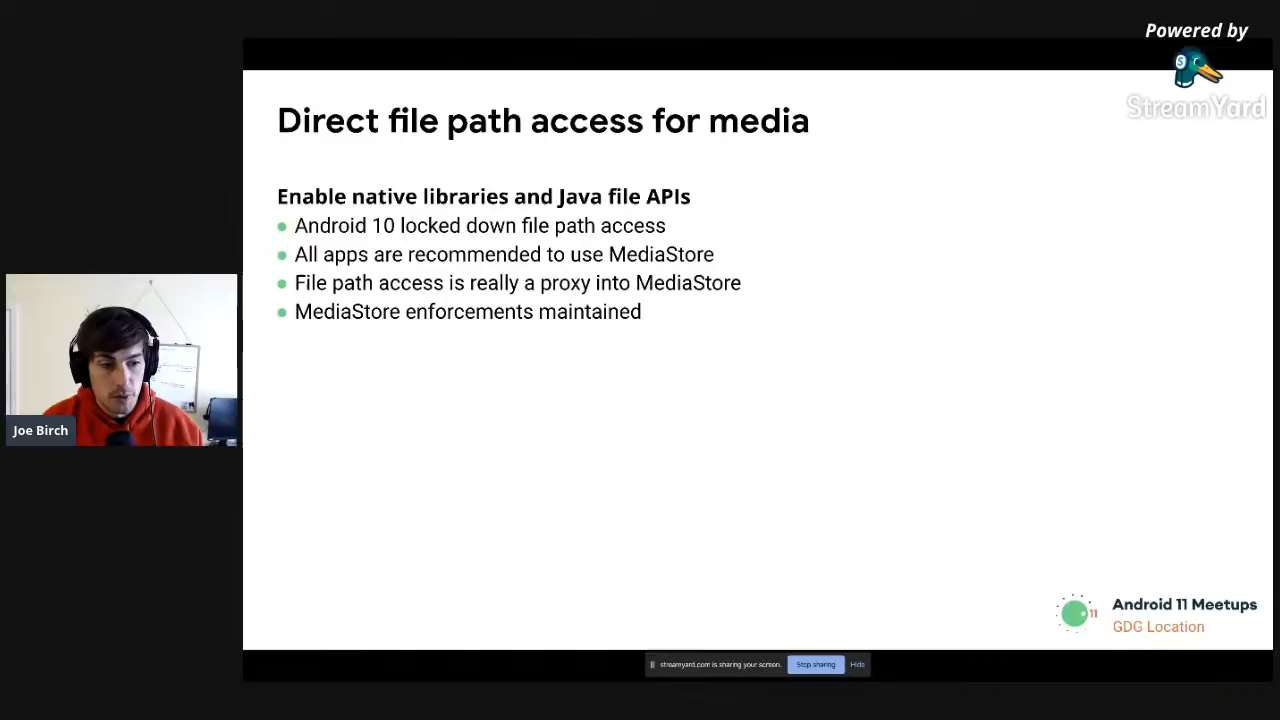 Powered by
S
StreamYard
Direct file path access for media
Enable native libraries and Java file APIs
Android 10 locked down file path access
All apps are recommended to use MediaStore
File path access is really a proxy into MediaStore
MediaStore enforcements maintained
Joe Birch
11
Android 11 Meetups
GDG Location
streamyard.com is sharing your screen.
Stop sharing
Hide